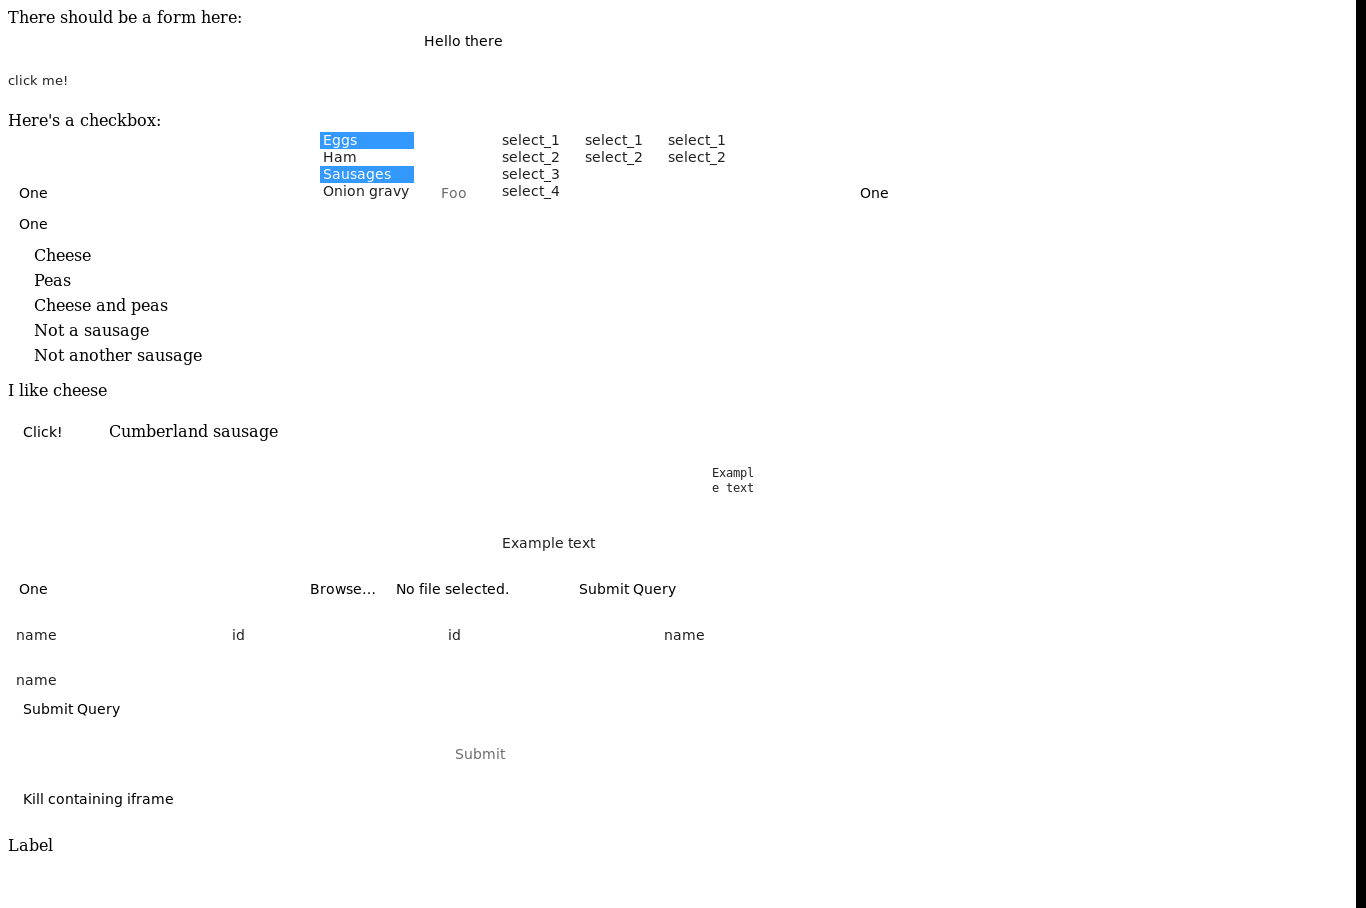 There should be a form here:
Hello there
click me!
Here's a checkbox:
Eggs select_1 select_1 select_1
Ham select_2 select_2 select_2
Sausages select_3
Onion gravy select_4
One Foo One
One
Cheese
Peas
Cheese and peas
Not a sausage
Not another sausage
I like cheese
Click! Cumberland sausage
Exampl
e text
Example text
One Browse... No file selected. Submit Query
name id id name
name
Submit Query
Submit
Kill containing iframe
Label